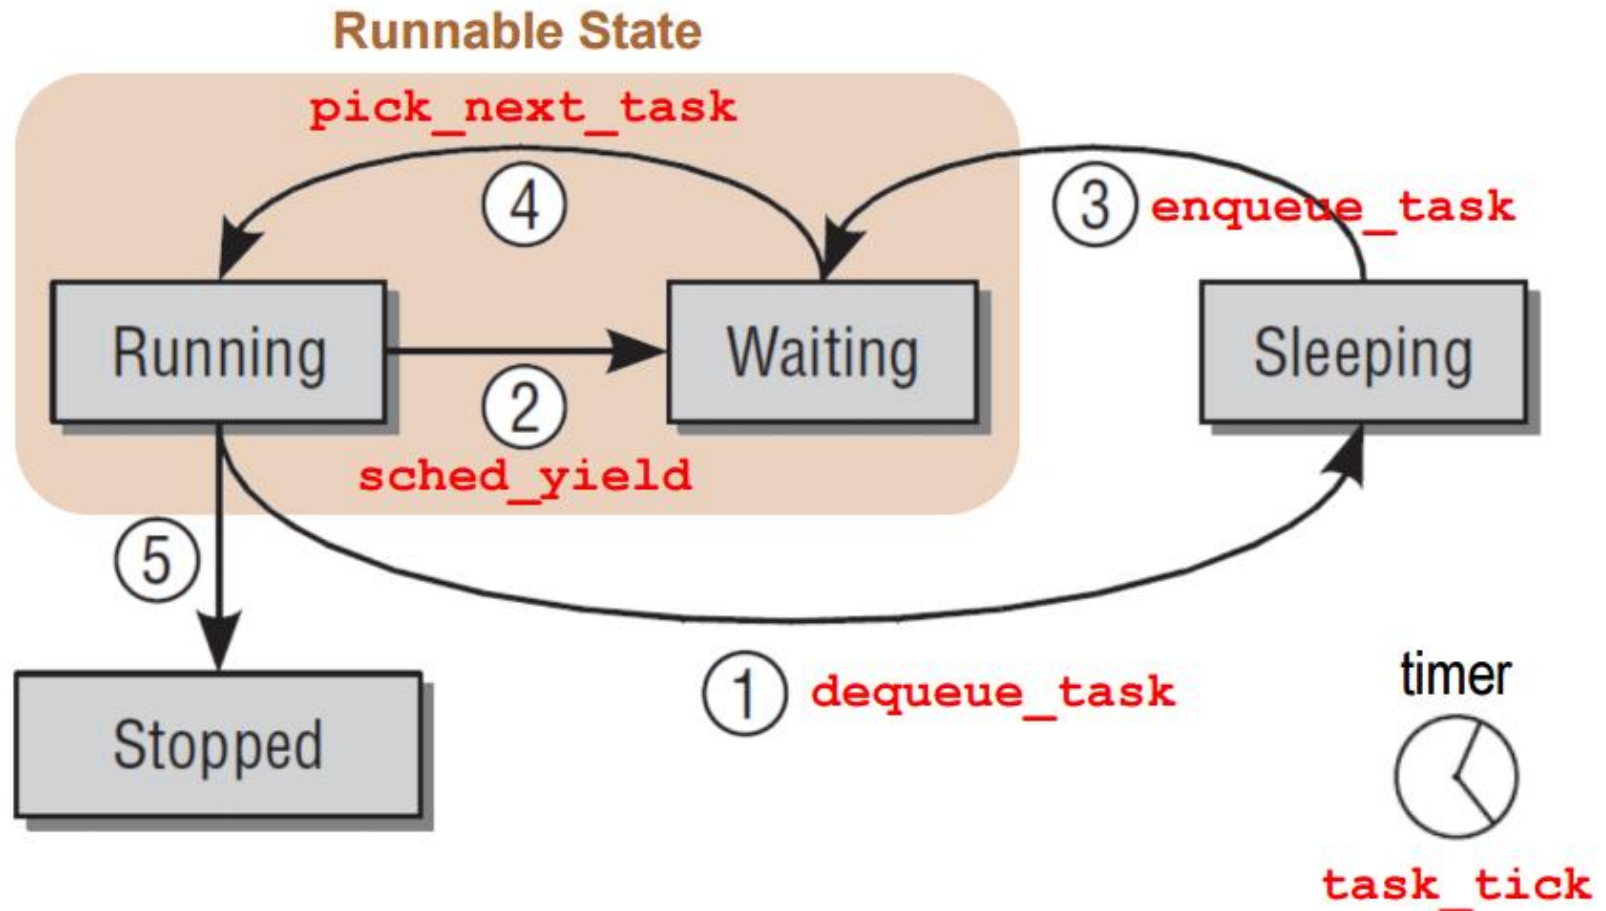 Runnable State
pick_next_task
4
3 enqueue_task
Running
Waiting
Sleeping
2
sched_yield
5
1 dequeue_task
Stopped
timer
task_tick